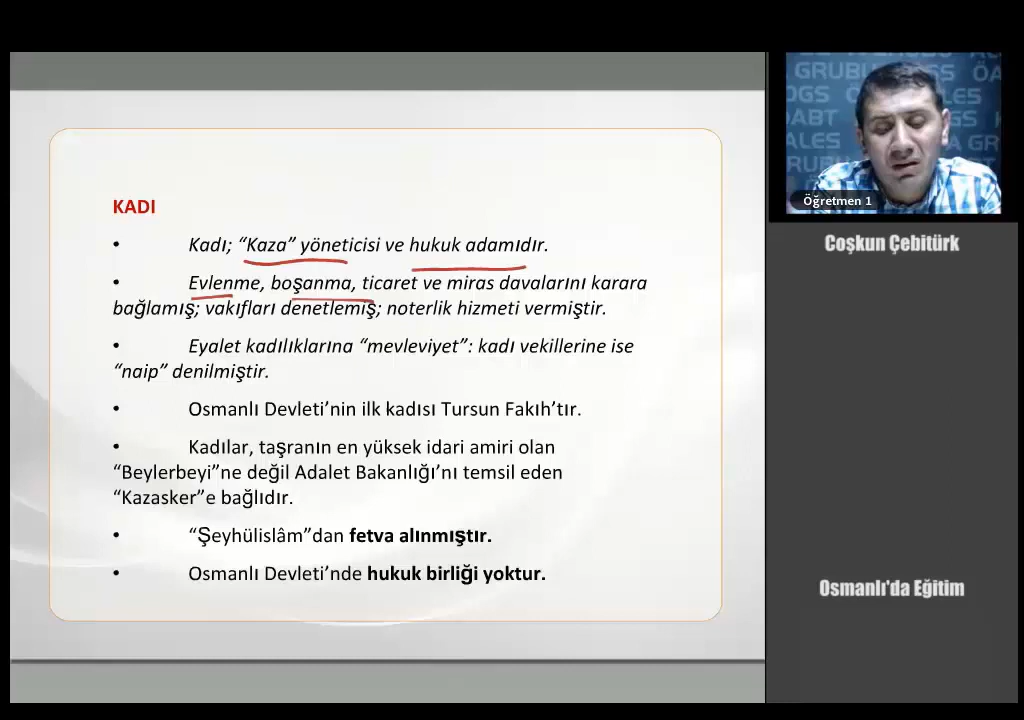 KADI
• Kadı; “Kaza” yöneticisi ve hukuk adamıdır.
• Evlenme, boşanma, ticaret ve miras davalarını karara
bağlamış; vakıfları denetlemiş; noterlik hizmeti vermiştir.
• Eyalet kadılıklarına “mevleviyet”: kadı vekillerine ise
“naip” denilmiştir.
• Osmanlı Devleti’nin ilk kadısı Tursun Fakıh’tır.
• Kadılar, taşranın en yüksek idari amiri olan
“Beylerbeyi”ne değil Adalet Bakanlığı’nı temsil eden
“Kazasker”e bağlıdır.
• “Şeyhülislâm”dan fetva alınmıştır.
• Osmanlı Devleti’nde hukuk birliği yoktur.
GRUBU
ALES
Öğretmen 1
Coşkun Çebitürk
Osmanlı'da Eğitim